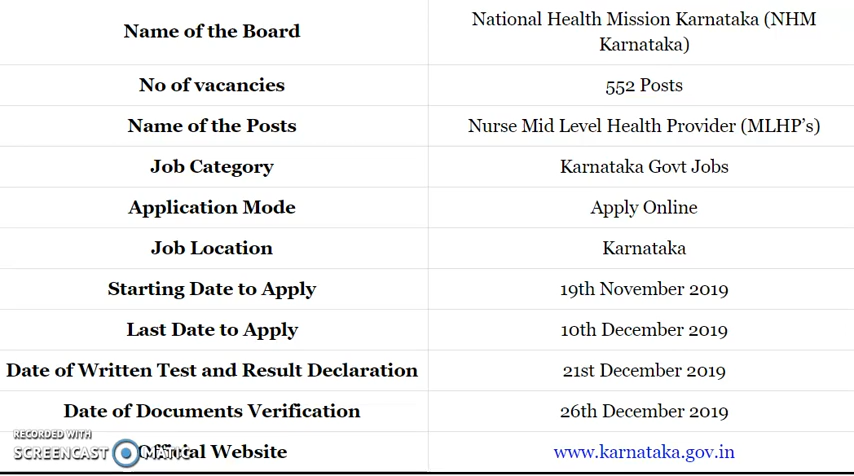 Name of the Board
National Health Mission Karnataka (NHM
Karnataka)
No of vacancies
552 Posts
Name of the Posts
Nurse Mid Level Health Provider (MLHP’s)
Job Category
Karnataka Govt Jobs
Application Mode
Apply Online
Job Location
Karnataka
Starting Date to Apply
19th November 2019
Last Date to Apply
10th December 2019
Date of Written Test and Result Declaration
21st December 2019
Date of Documents Verification
26th December 2019
RECORDED WITH
SCREENCAST MATIC
Official Website
www.karnataka.gov.in